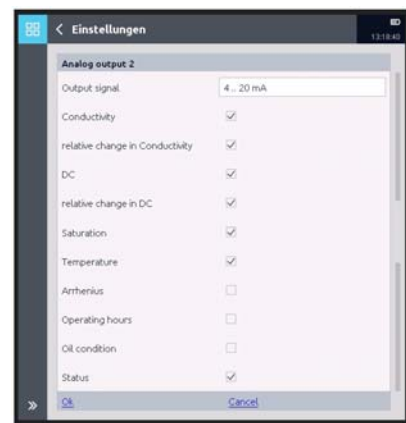 < Einstellungen
13:18:40
Analog output 2
Output signal 4 .. 20 mA
Conductivity
relative change in Conductivity
DC
relative change in DC
Saturation
Temperature
Arrhenius
Operating hours
Oil condition
Status
» Ok Cancel